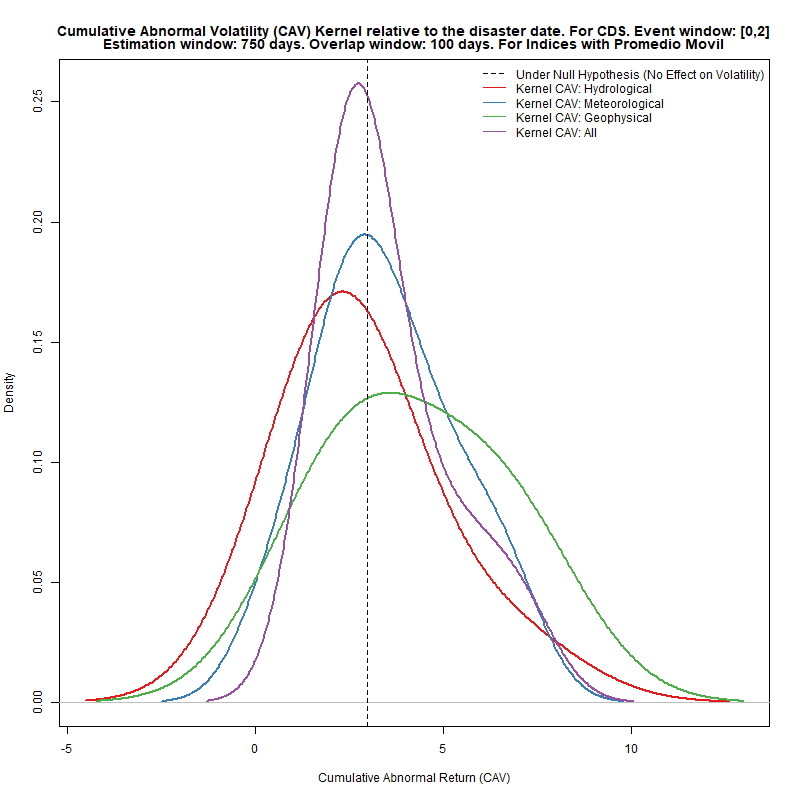 Cumulative Abnormal Volatility (CAV) Kernel relative to the disaster date. For CDS. Event window: [0,2]
Estimation window: 750 days. Overlap window: 100 days. For Indices with Promedio Movil
Under Null Hypothesis (No Effect on Volatility)
Kernel CAV: Hydrological
Kernel CAV: Meteorological
Kernel CAV: Geophysical
Kernel CAV: All
Density
0.25
0.20
0.15
0.10
0.05
0.00
-5 0 5 10
Cumulative Abnormal Return (CAV)